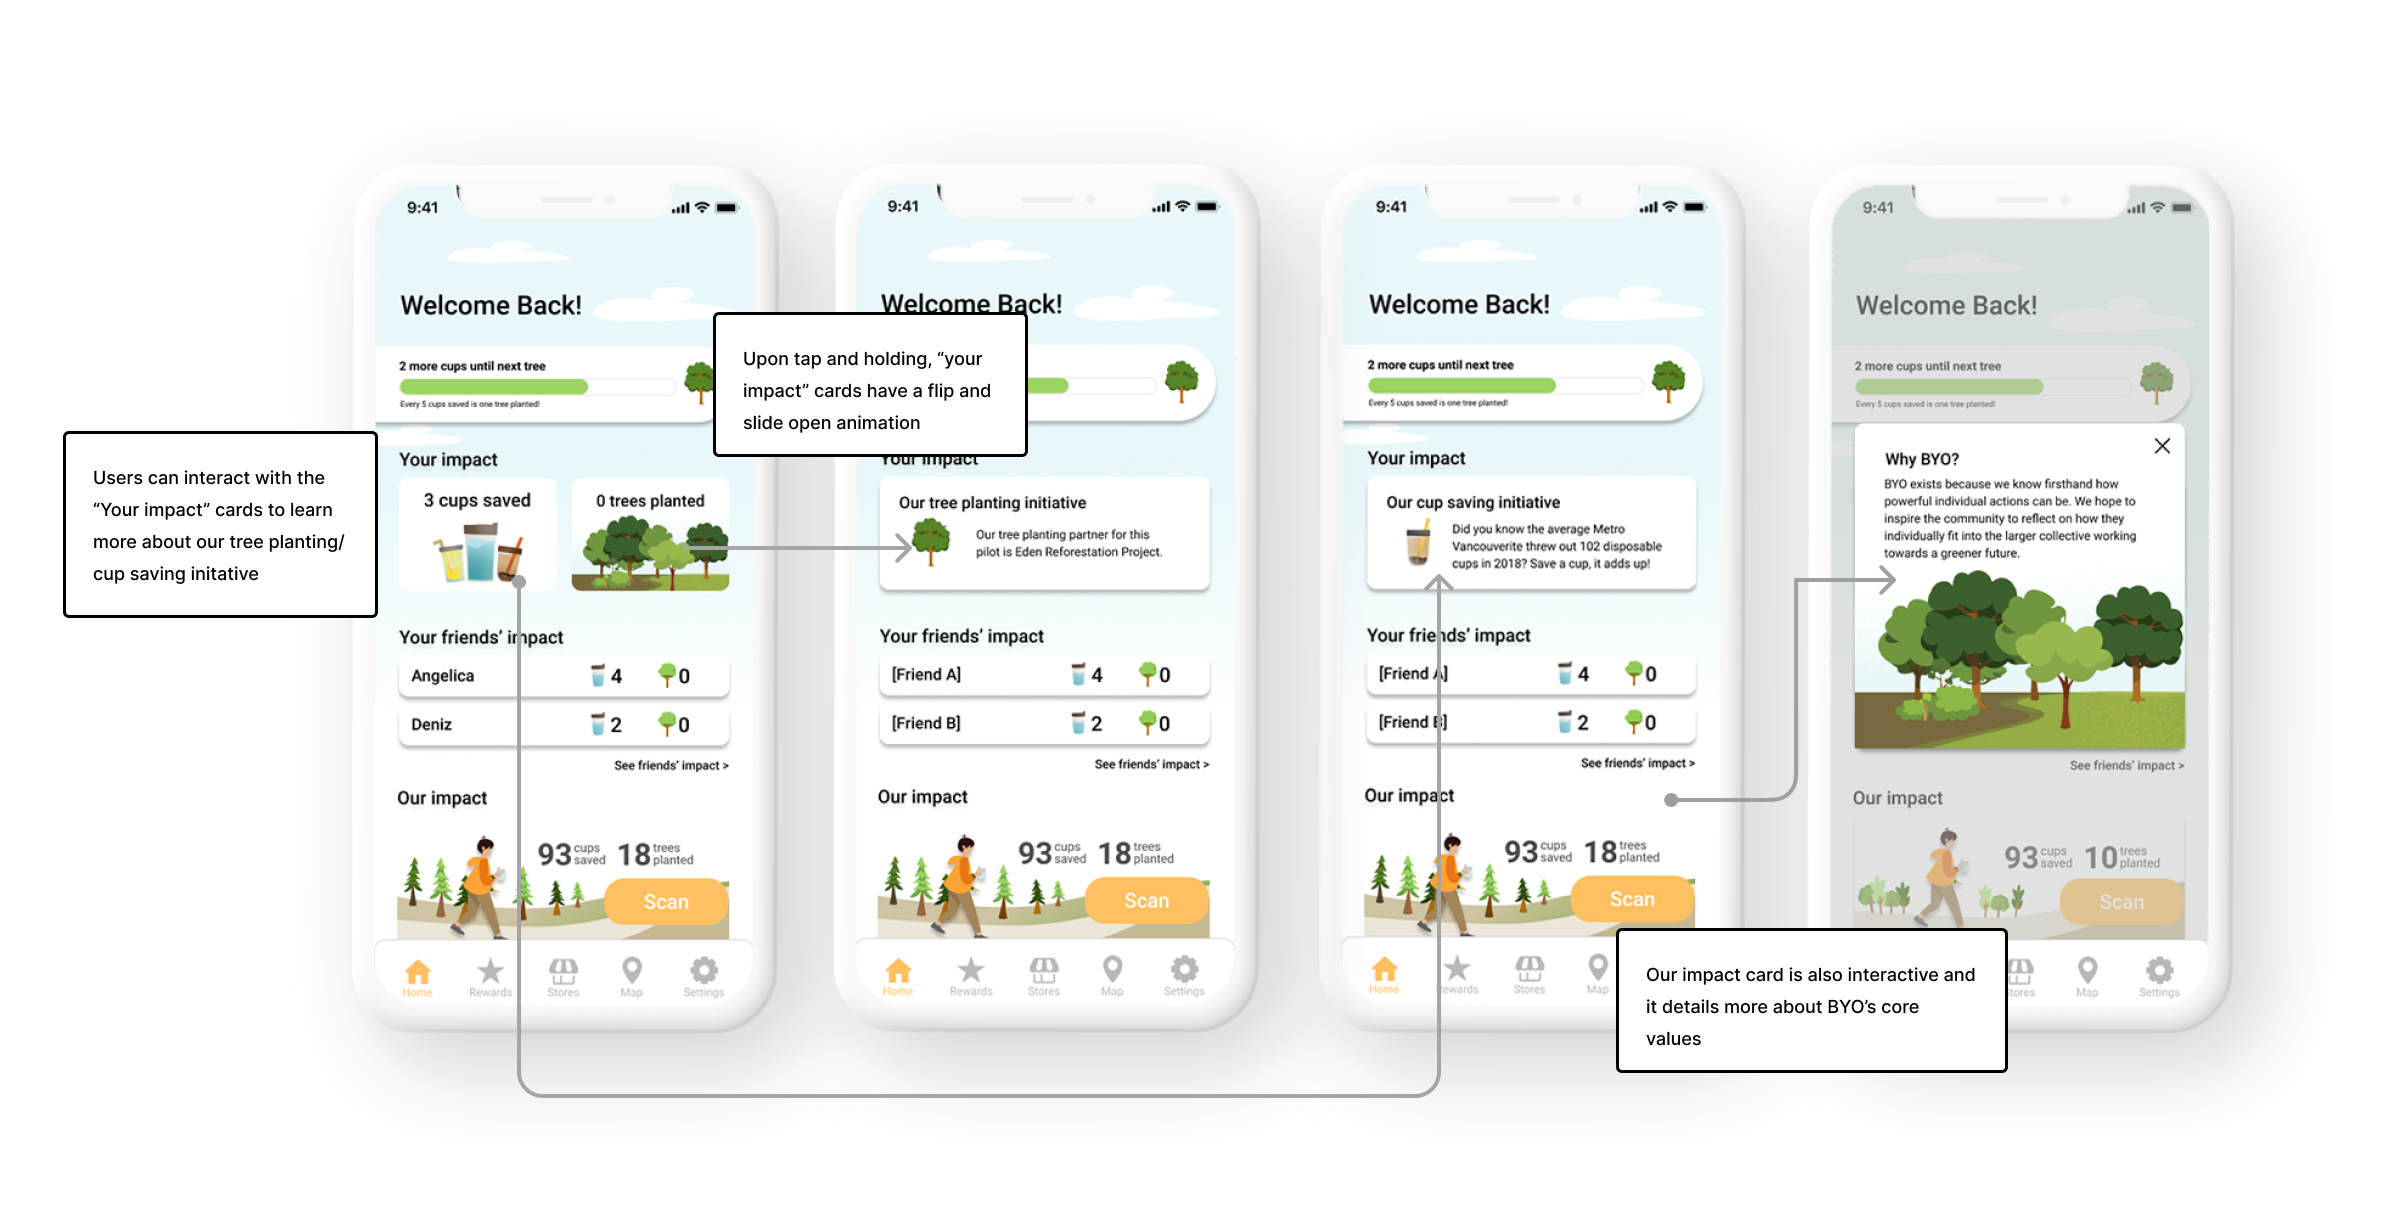 Users can interact with the
“Your impact” cards to learn
more about our tree planting/
cup saving initative
9:41
Welcome Back!
2 more cups until next tree
Every 5 cups saved is one tree planted!
Your impact
3 cups saved
0 trees planted
Your friends’ impact
Angelica 4 0
Deniz 2 0
See friends’ impact >
Our impact
93 cups saved 18 trees planted
Scan
Home Rewards Stores Map Settings
Upon tap and holding, “your
impact” cards have a flip and
slide open animation
9:41
Welcome Back!
Your impact
Our tree planting initiative
Our tree planting partner for this
pilot is Eden Reforestation Project.
Your friends’ impact
[Friend A] 4 0
[Friend B] 2 0
See friends’ impact >
Our impact
93 cups saved 18 trees planted
Scan
Home Rewards Stores Map Settings
9:41
Welcome Back!
2 more cups until next tree
Every 5 cups saved is one tree planted!
Your impact
Our cup saving initiative
Did you know the average Metro
Vancouverite threw out 102 disposable
cups in 2018? Save a cup, it adds up!
Your friends’ impact
[Friend A] 4 0
[Friend B] 2 0
See friends’ impact >
Our impact
93 cups saved 18 trees planted
Scan
Home Rewards Stores Map
Our impact card is also interactive and
it details more about BYO’s core
values
9:41
Welcome Back!
2 more cups until next tree
Every 5 cups saved is one tree planted!
Why BYO?
BYO exists because we know firsthand how
powerful individual actions can be. We hope to
inspire the community to reflect on how they
individually fit into the larger collective working
towards a greener future.
See friends’ impact >
Our impact
93 cups saved 10 trees planted
Scan
Stores Map Settings